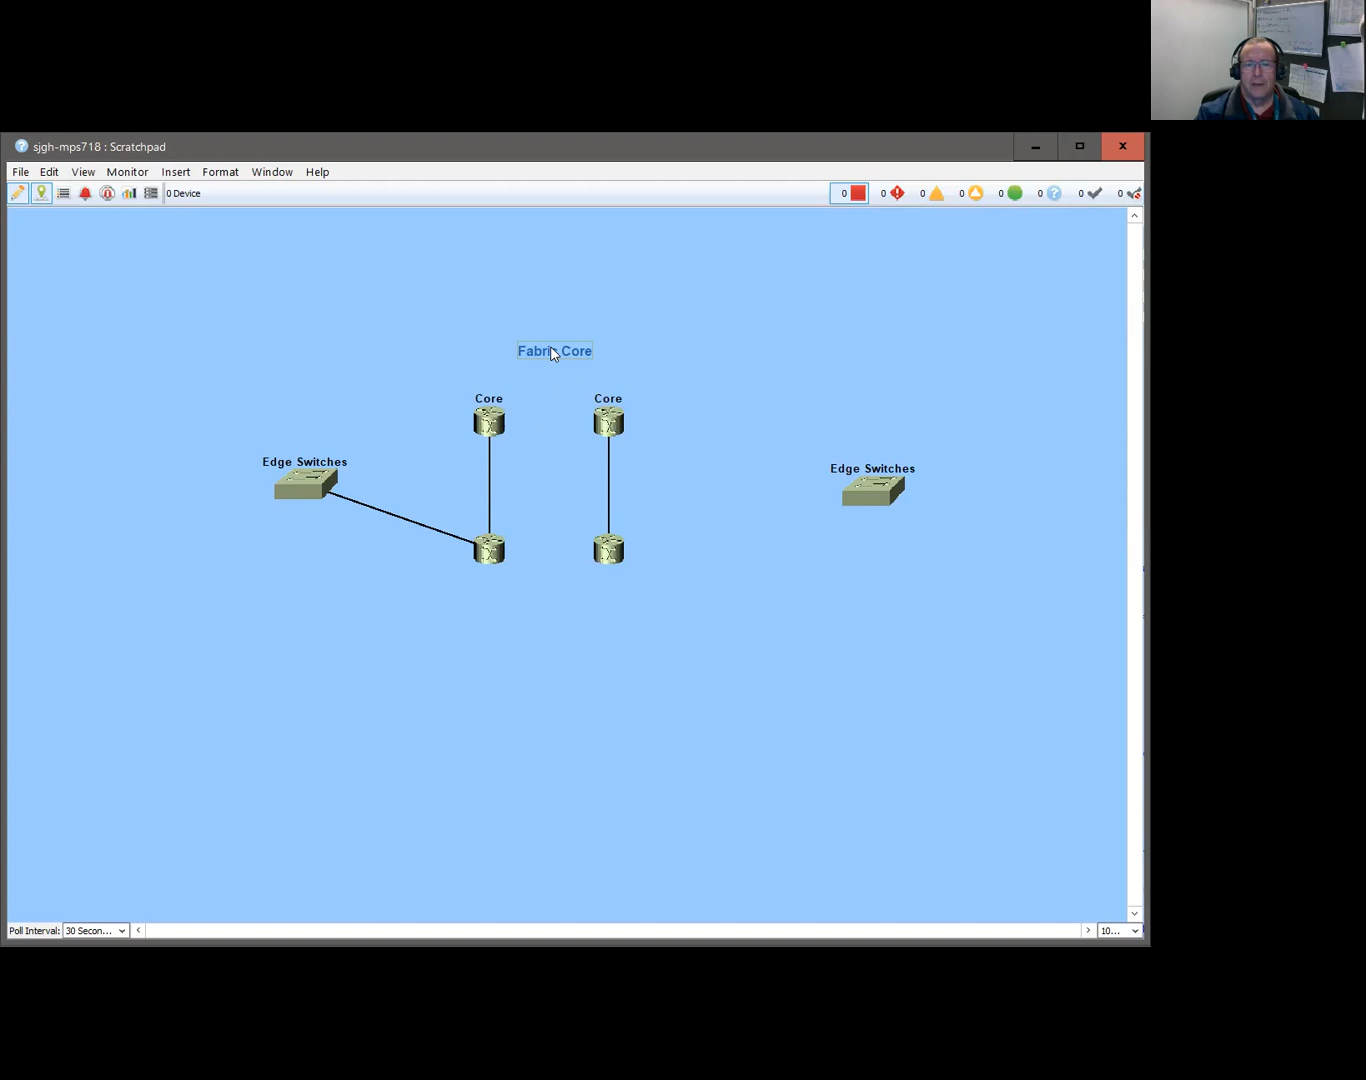 sjgh-mps718 : Scratchpad
File Edit View Monitor Insert Format Window Help
0 Device 0 0 0 0 0 0 0 0
Fabric Core
Core Core
Edge Switches Edge Switches
Poll Interval: 30 Secon... 10...